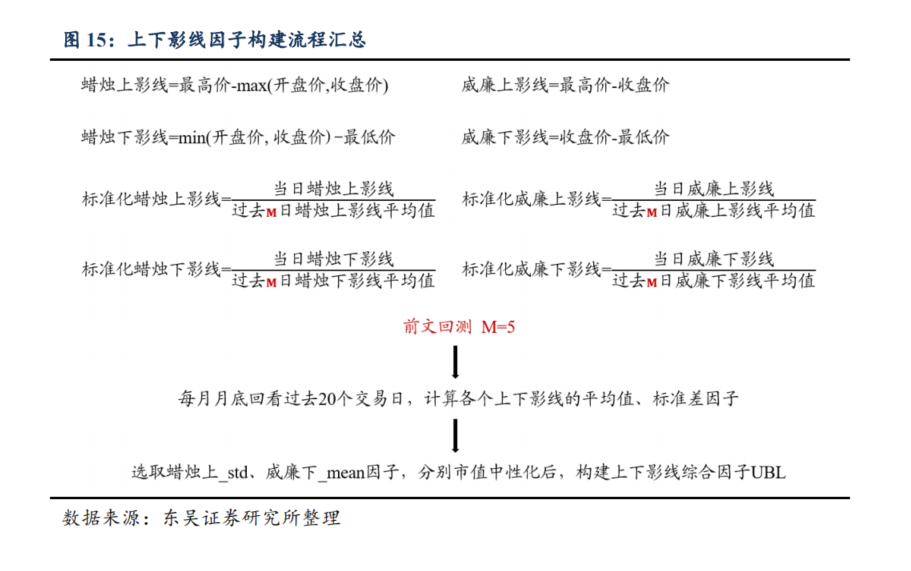 图 15：上下影线因子构建流程汇总
蜡烛上影线=最高价-max(开盘价,收盘价)
威廉上影线=最高价-收盘价
蜡烛下影线=min(开盘价, 收盘价)-最低价
威廉下影线=收盘价-最低价
标准化蜡烛上影线=当日蜡烛上影线/过去M日蜡烛上影线平均值
标准化威廉上影线=当日威廉上影线/过去M日威廉上影线平均值
标准化蜡烛下影线=当日蜡烛下影线/过去M日蜡烛下影线平均值
标准化威廉下影线=当日威廉下影线/过去M日威廉下影线平均值
前文回测 M=5
每月月底回看过去20个交易日，计算各个上下影线的平均值、标准差因子
选取蜡烛上_std、威廉下_mean因子，分别市值中性化后，构建上下影线综合因子UBL
数据来源：东吴证券研究所整理